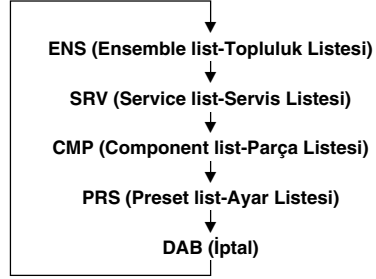 ENS (Ensemble list-Topluluk Listesi)
SRV (Service list-Servis Listesi)
CMP (Component list-Parça Listesi)
PRS (Preset list-Ayar Listesi)
DAB (İptal)